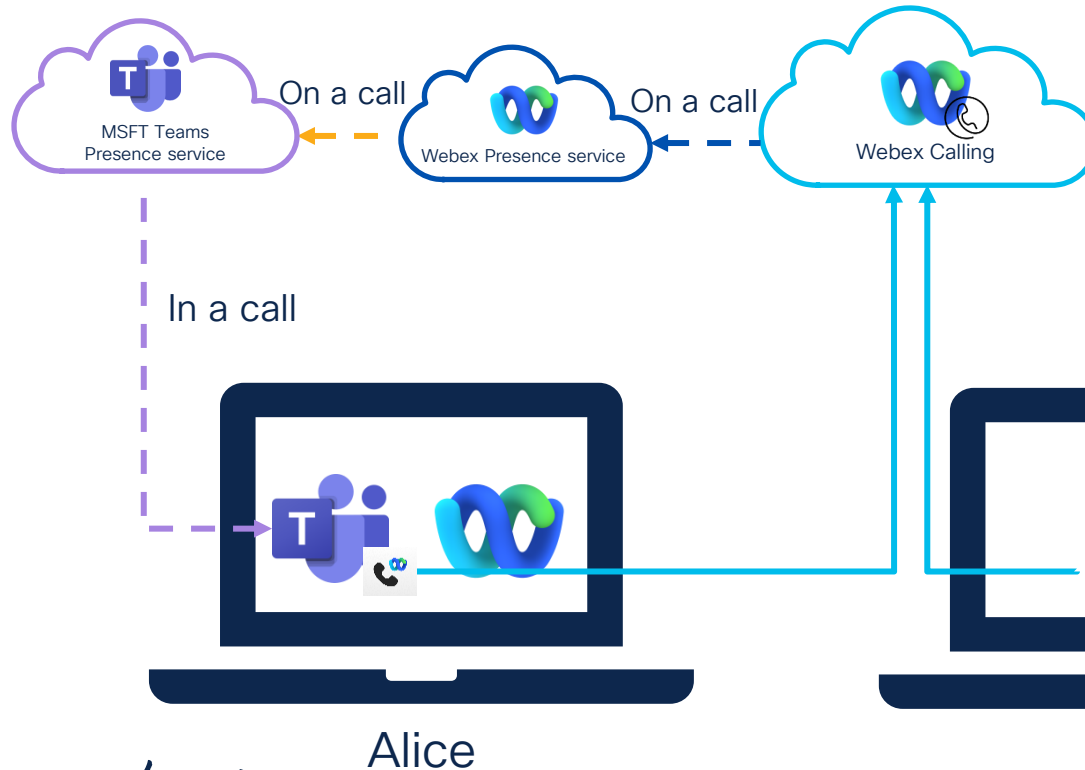 T
MSFT Teams
Presence service
On a call
Webex Presence service
On a call
Webex Calling
In a call
T
Alice